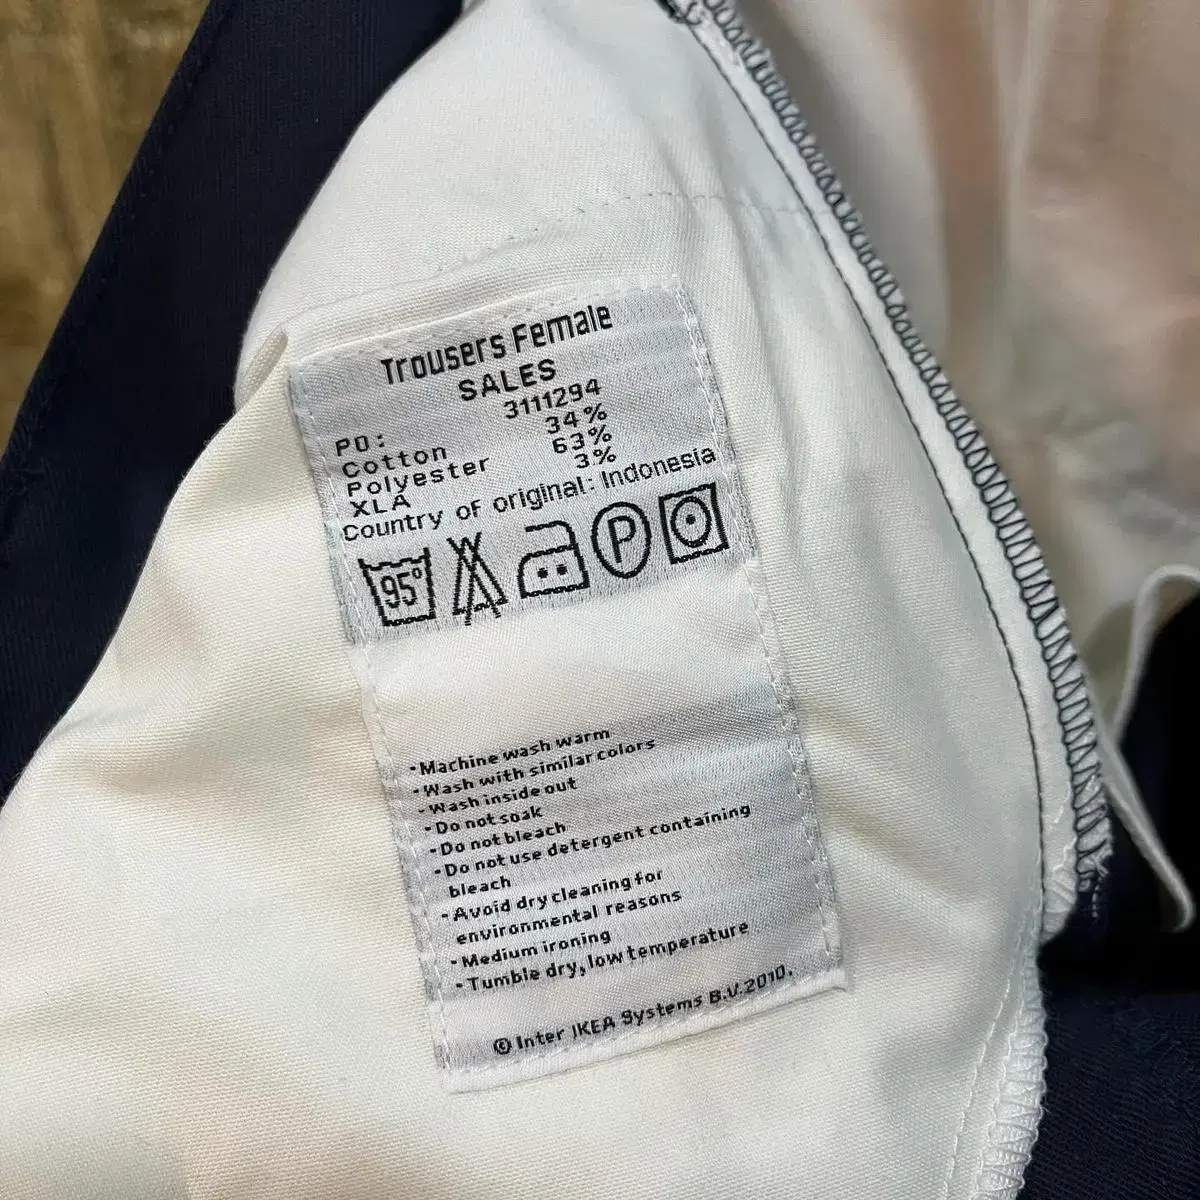 Trousers Female
SALES
PO: 3111294
Cotton 34%
Polyester 63%
XLA 3%
Country of original: Indonesia
95° P
-Machine wash warm
-Wash with similar colors
-Wash inside out
-Do not soak
-Do not bleach
-Do not use detergent containing
bleach
-Avoid dry cleaning for
environmental reasons
-Medium ironing
-Tumble dry, low temperature
© Inter IKEA Systems B.V. 2010.